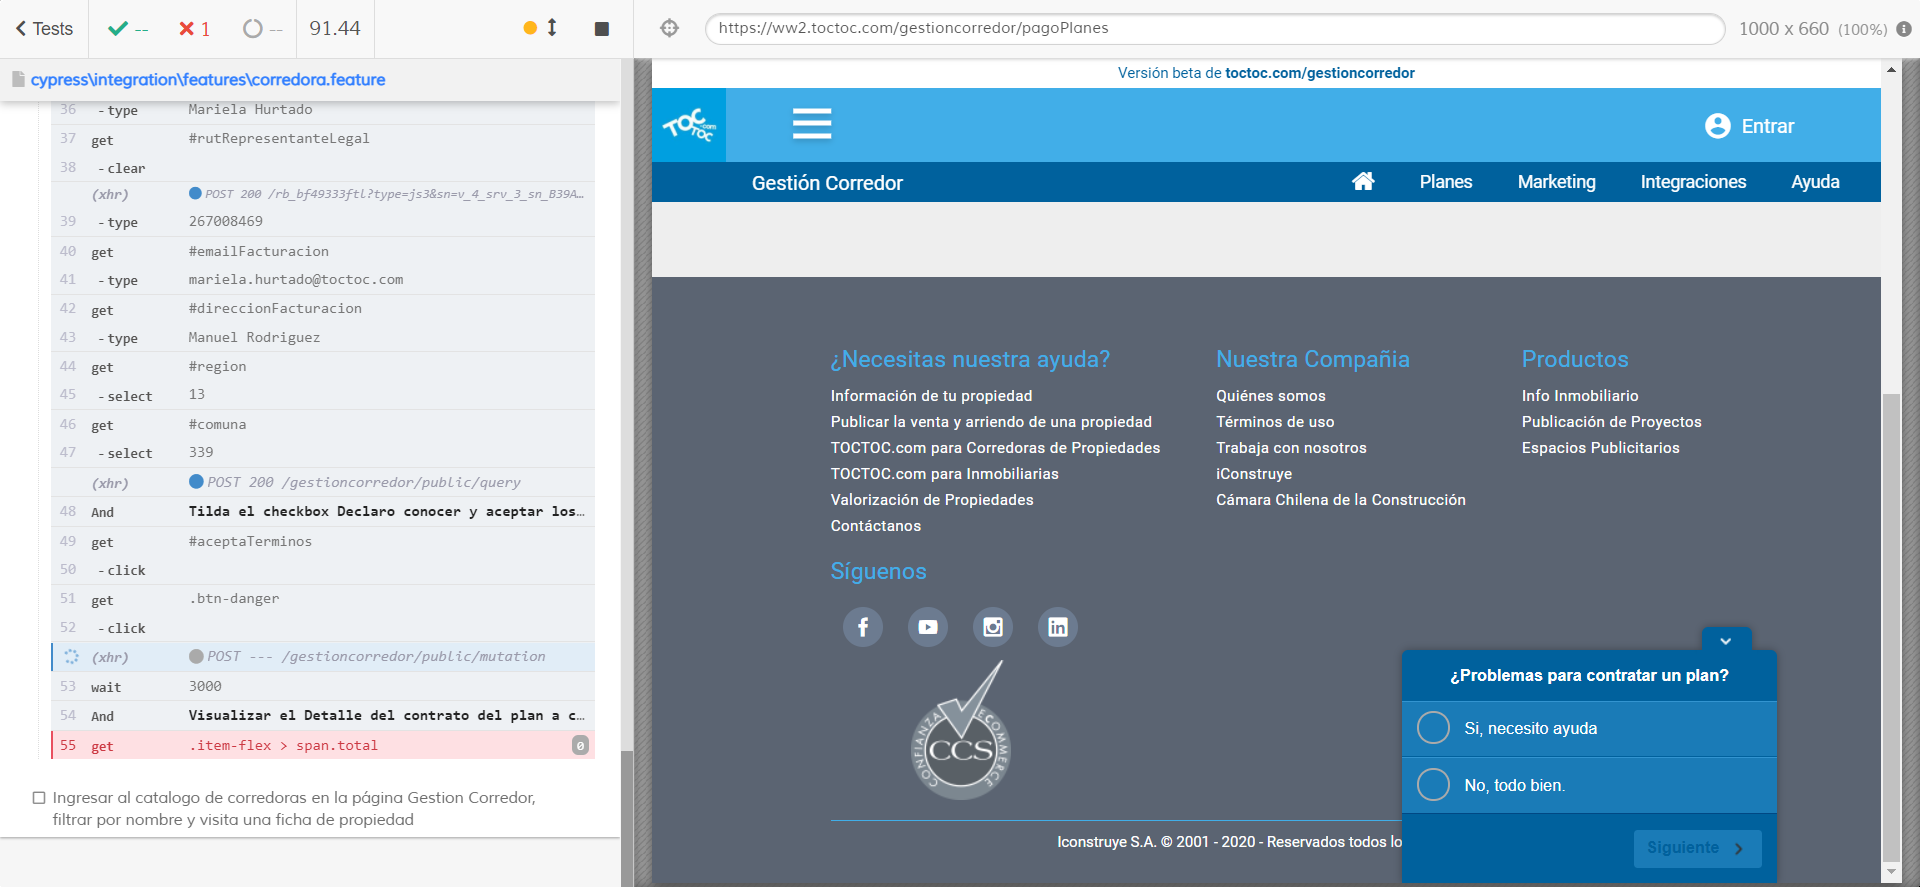 Tests
--
1
--
91.44
https://ww2.toctoc.com/gestioncorredor/pagoPlanes
1000 x 660 (100%)
cypress\integration\features\corredora.feature
36 - type Mariela Hurtado
37 get #rutRepresentanteLegal
38 - clear
(xhr) POST 200 /rb_bf49333ftl?type=js3&sn=v_4_srv_3_sn_B39A…
39 - type 267008469
40 get #emailFacturacion
41 - type mariela.hurtado@toctoc.com
42 get #direccionFacturacion
43 - type Manuel Rodriguez
44 get #region
45 - select 13
46 get #comuna
47 - select 339
(xhr) POST 200 /gestioncorredor/public/query
48 And Tilda el checkbox Declaro conocer y aceptar los…
49 get #aceptaTerminos
50 - click
51 get .btn-danger
52 - click
(xhr) POST --- /gestioncorredor/public/mutation
53 wait 3000
54 And Visualizar el Detalle del contrato del plan a c…
55 get .item-flex > span.total 0
Ingresar al catalogo de corredoras en la página Gestion Corredor,
filtrar por nombre y visita una ficha de propiedad
Versión beta de toctoc.com/gestioncorredor
TOC.com
TOC
Entrar
Gestión Corredor
Planes
Marketing
Integraciones
Ayuda
¿Necesitas nuestra ayuda?
Información de tu propiedad
Publicar la venta y arriendo de una propiedad
TOCTOC.com para Corredoras de Propiedades
TOCTOC.com para Inmobiliarias
Valorización de Propiedades
Contáctanos
Nuestra Compañia
Quiénes somos
Términos de uso
Trabaja con nosotros
iConstruye
Cámara Chilena de la Construcción
Productos
Info Inmobiliario
Publicación de Proyectos
Espacios Publicitarios
Síguenos
CONFIANZA ECOMMERCE
CCS
Iconstruye S.A. © 2001 - 2020 - Reservados todos lo
¿Problemas para contratar un plan?
Si, necesito ayuda
No, todo bien.
Siguiente